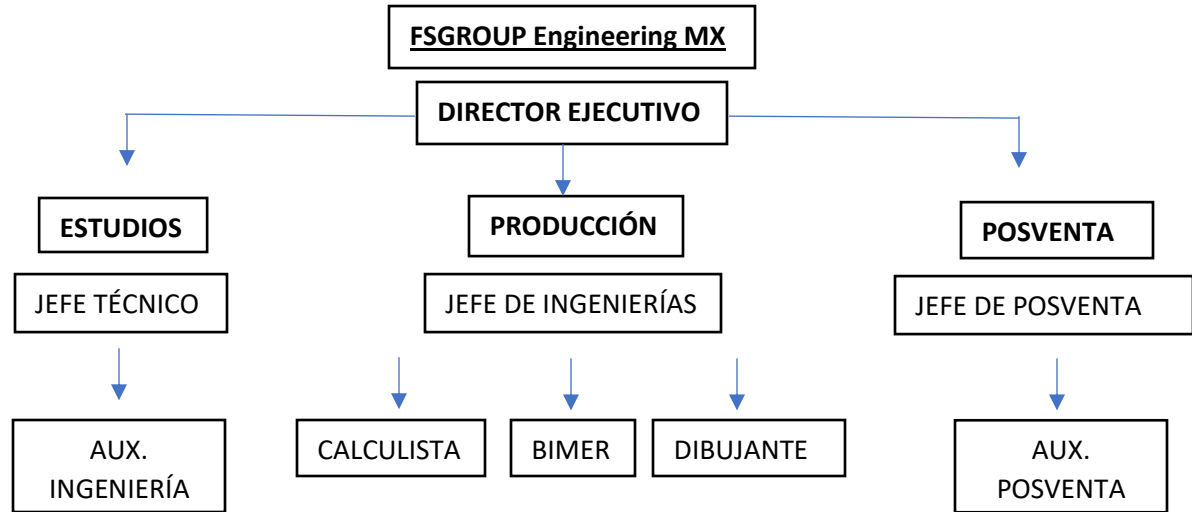 FSGROUP Engineering MX
DIRECTOR EJECUTIVO
ESTUDIOS
PRODUCCIÓN
POSVENTA
JEFE TÉCNICO
JEFE DE INGENIERÍAS
JEFE DE POSVENTA
AUX.
INGENIERÍA
CALCULISTA
BIMER
DIBUJANTE
AUX.
POSVENTA